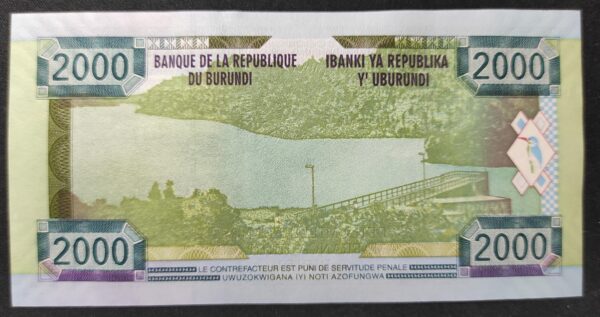 2000
BANQUE DE LA REPUBLIQUE
DU BURUNDI
IBANKI YA REPUBLIKA
Y' UBURUNDI
2000
2000
LE CONTREFACTEUR EST PUNI DE SERVITUDE PENALE
UWUZOKWIGANA IYI NOTI AZOFUNGWA
2000